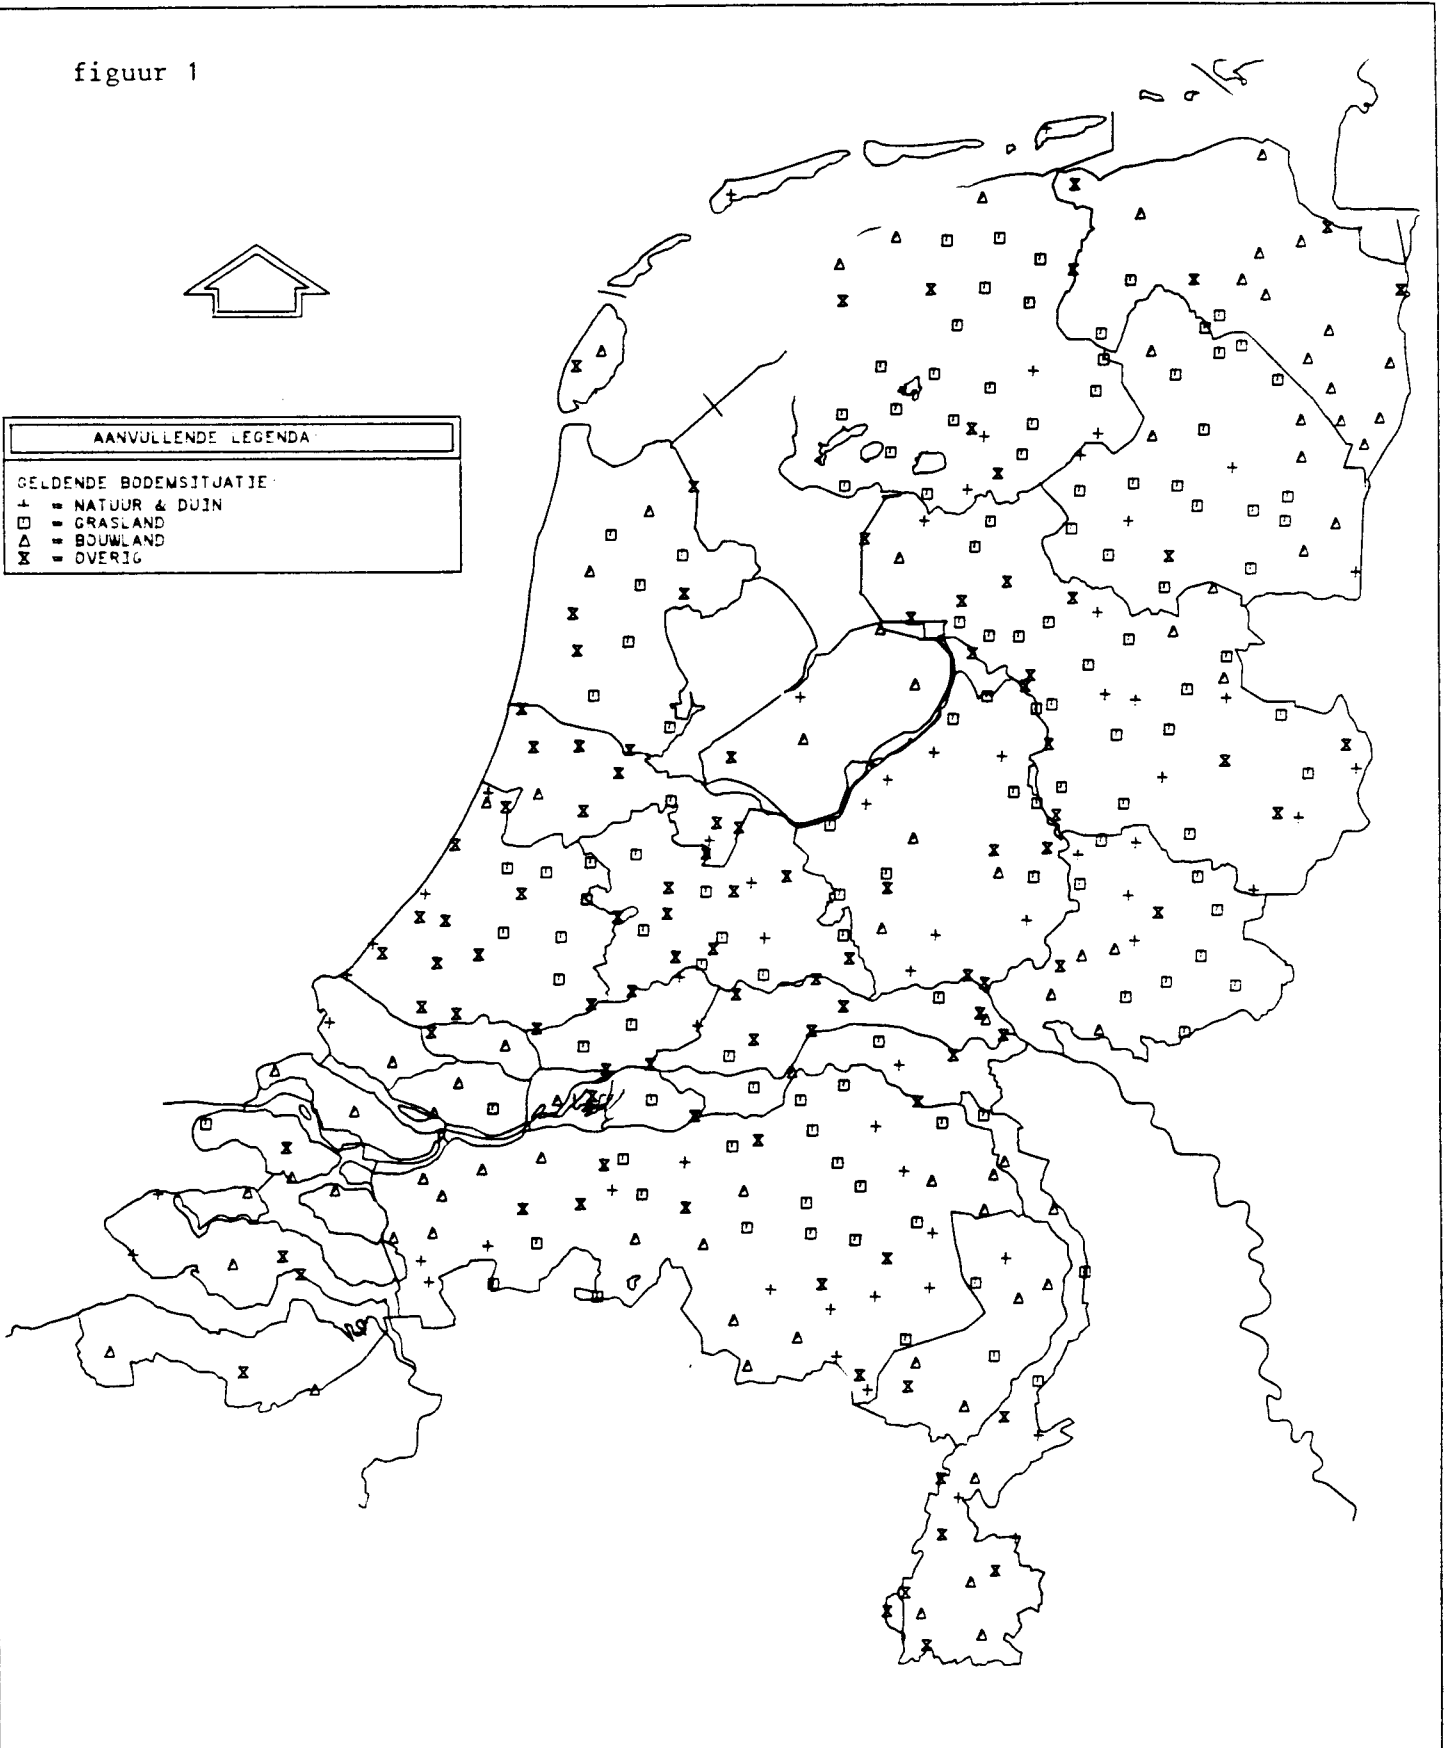 figuur 1
AANVULLENDE LEGENDA:
GELDENDE BODEMSITUATIE:
+ = NATUUR & DUIN
□ = GRASLAND
△ = BOUWLAND
⧖ = OVERIG